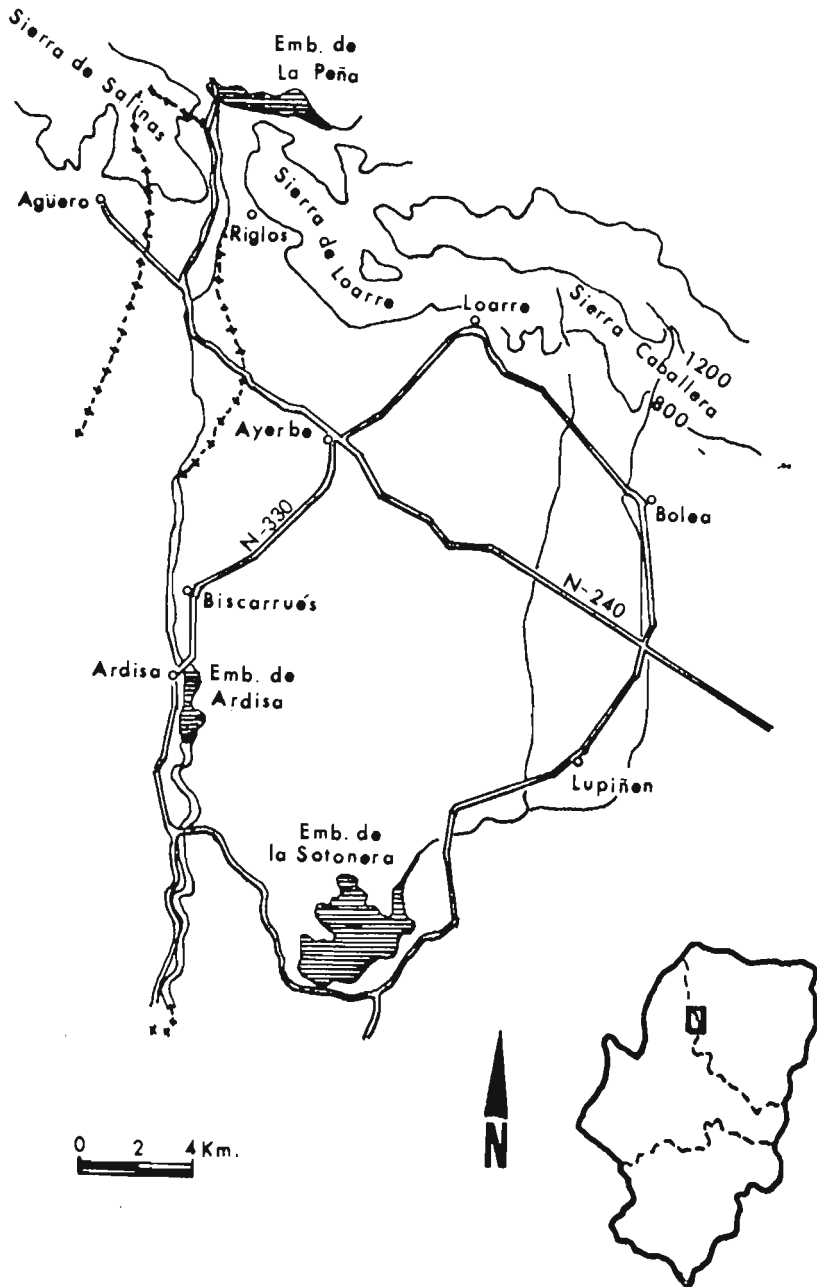 Sierra de Salinas
Emb. de
La Peña
Agüero
Riglos
Sierra de Loarre
Loarre
Sierra Caballera
1200
800
Ayerbe
Bolea
N-330
N-240
Biscarrués
Ardisa
Emb. de
Ardisa
Lupiñen
Emb. de
la Sotonera
0 2 4 Km.
N